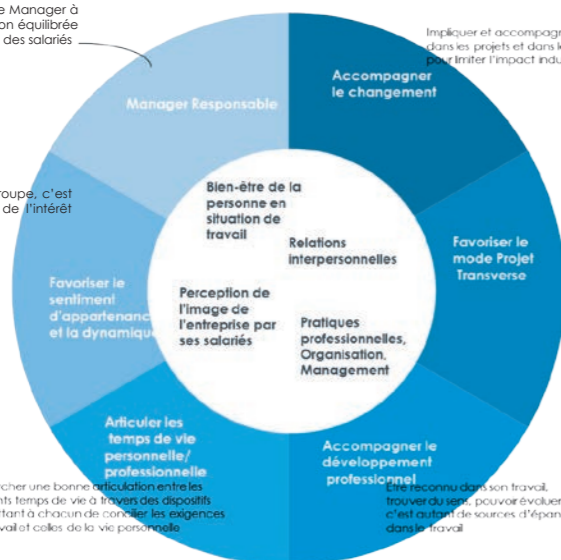 e Manager à
on équilibrée
des salariés
Impliquer et accompagn
dans les projets et dans le
pour limiter l'impact indu
Manager Responsable
Accompagner
le changement
roupe, c'est
de l'intérêt
Bien-être de la
personne en
situation de
travail
Relations
interpersonnelles
Favoriser le
mode Projet
Transverse
Favoriser le
sentiment
d'appartenanc
et la dynamiqu
Perception de
l'image de
l'entreprise par
ses salariés
Pratiques
professionnelles,
Organisation,
Management
Articuler les
temps de vie
personnelle/
professionnelle
Accompagner le
développement
professionnel
cher une bonne articulation entre les
nts temps de vie à travers des dispositifs
ttant à chacun de concilier les exigences
vail et celles de la vie personnelle
Etre reconnu dans son travail,
trouver du sens, pouvoir évoluer
c'est autant de sources d'épan
dans le travail